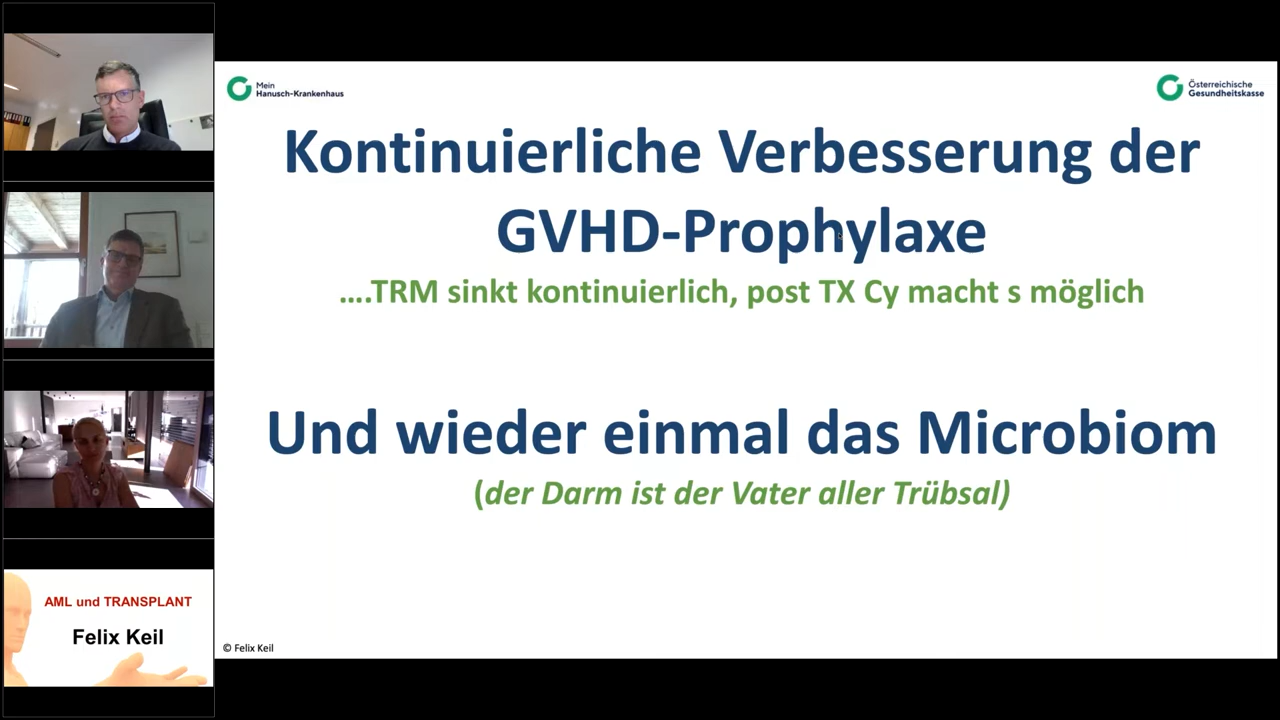 Mein
Hanusch-Krankenhaus
Österreichische
Gesundheitskasse
Kontinuierliche Verbesserung der
GVHD-Prophylaxe
....TRM sinkt kontinuierlich, post TX Cy macht s möglich
Und wieder einmal das Microbiom
(der Darm ist der Vater aller Trübsal)
© Felix Keil
AML und TRANSPLANT
Felix Keil